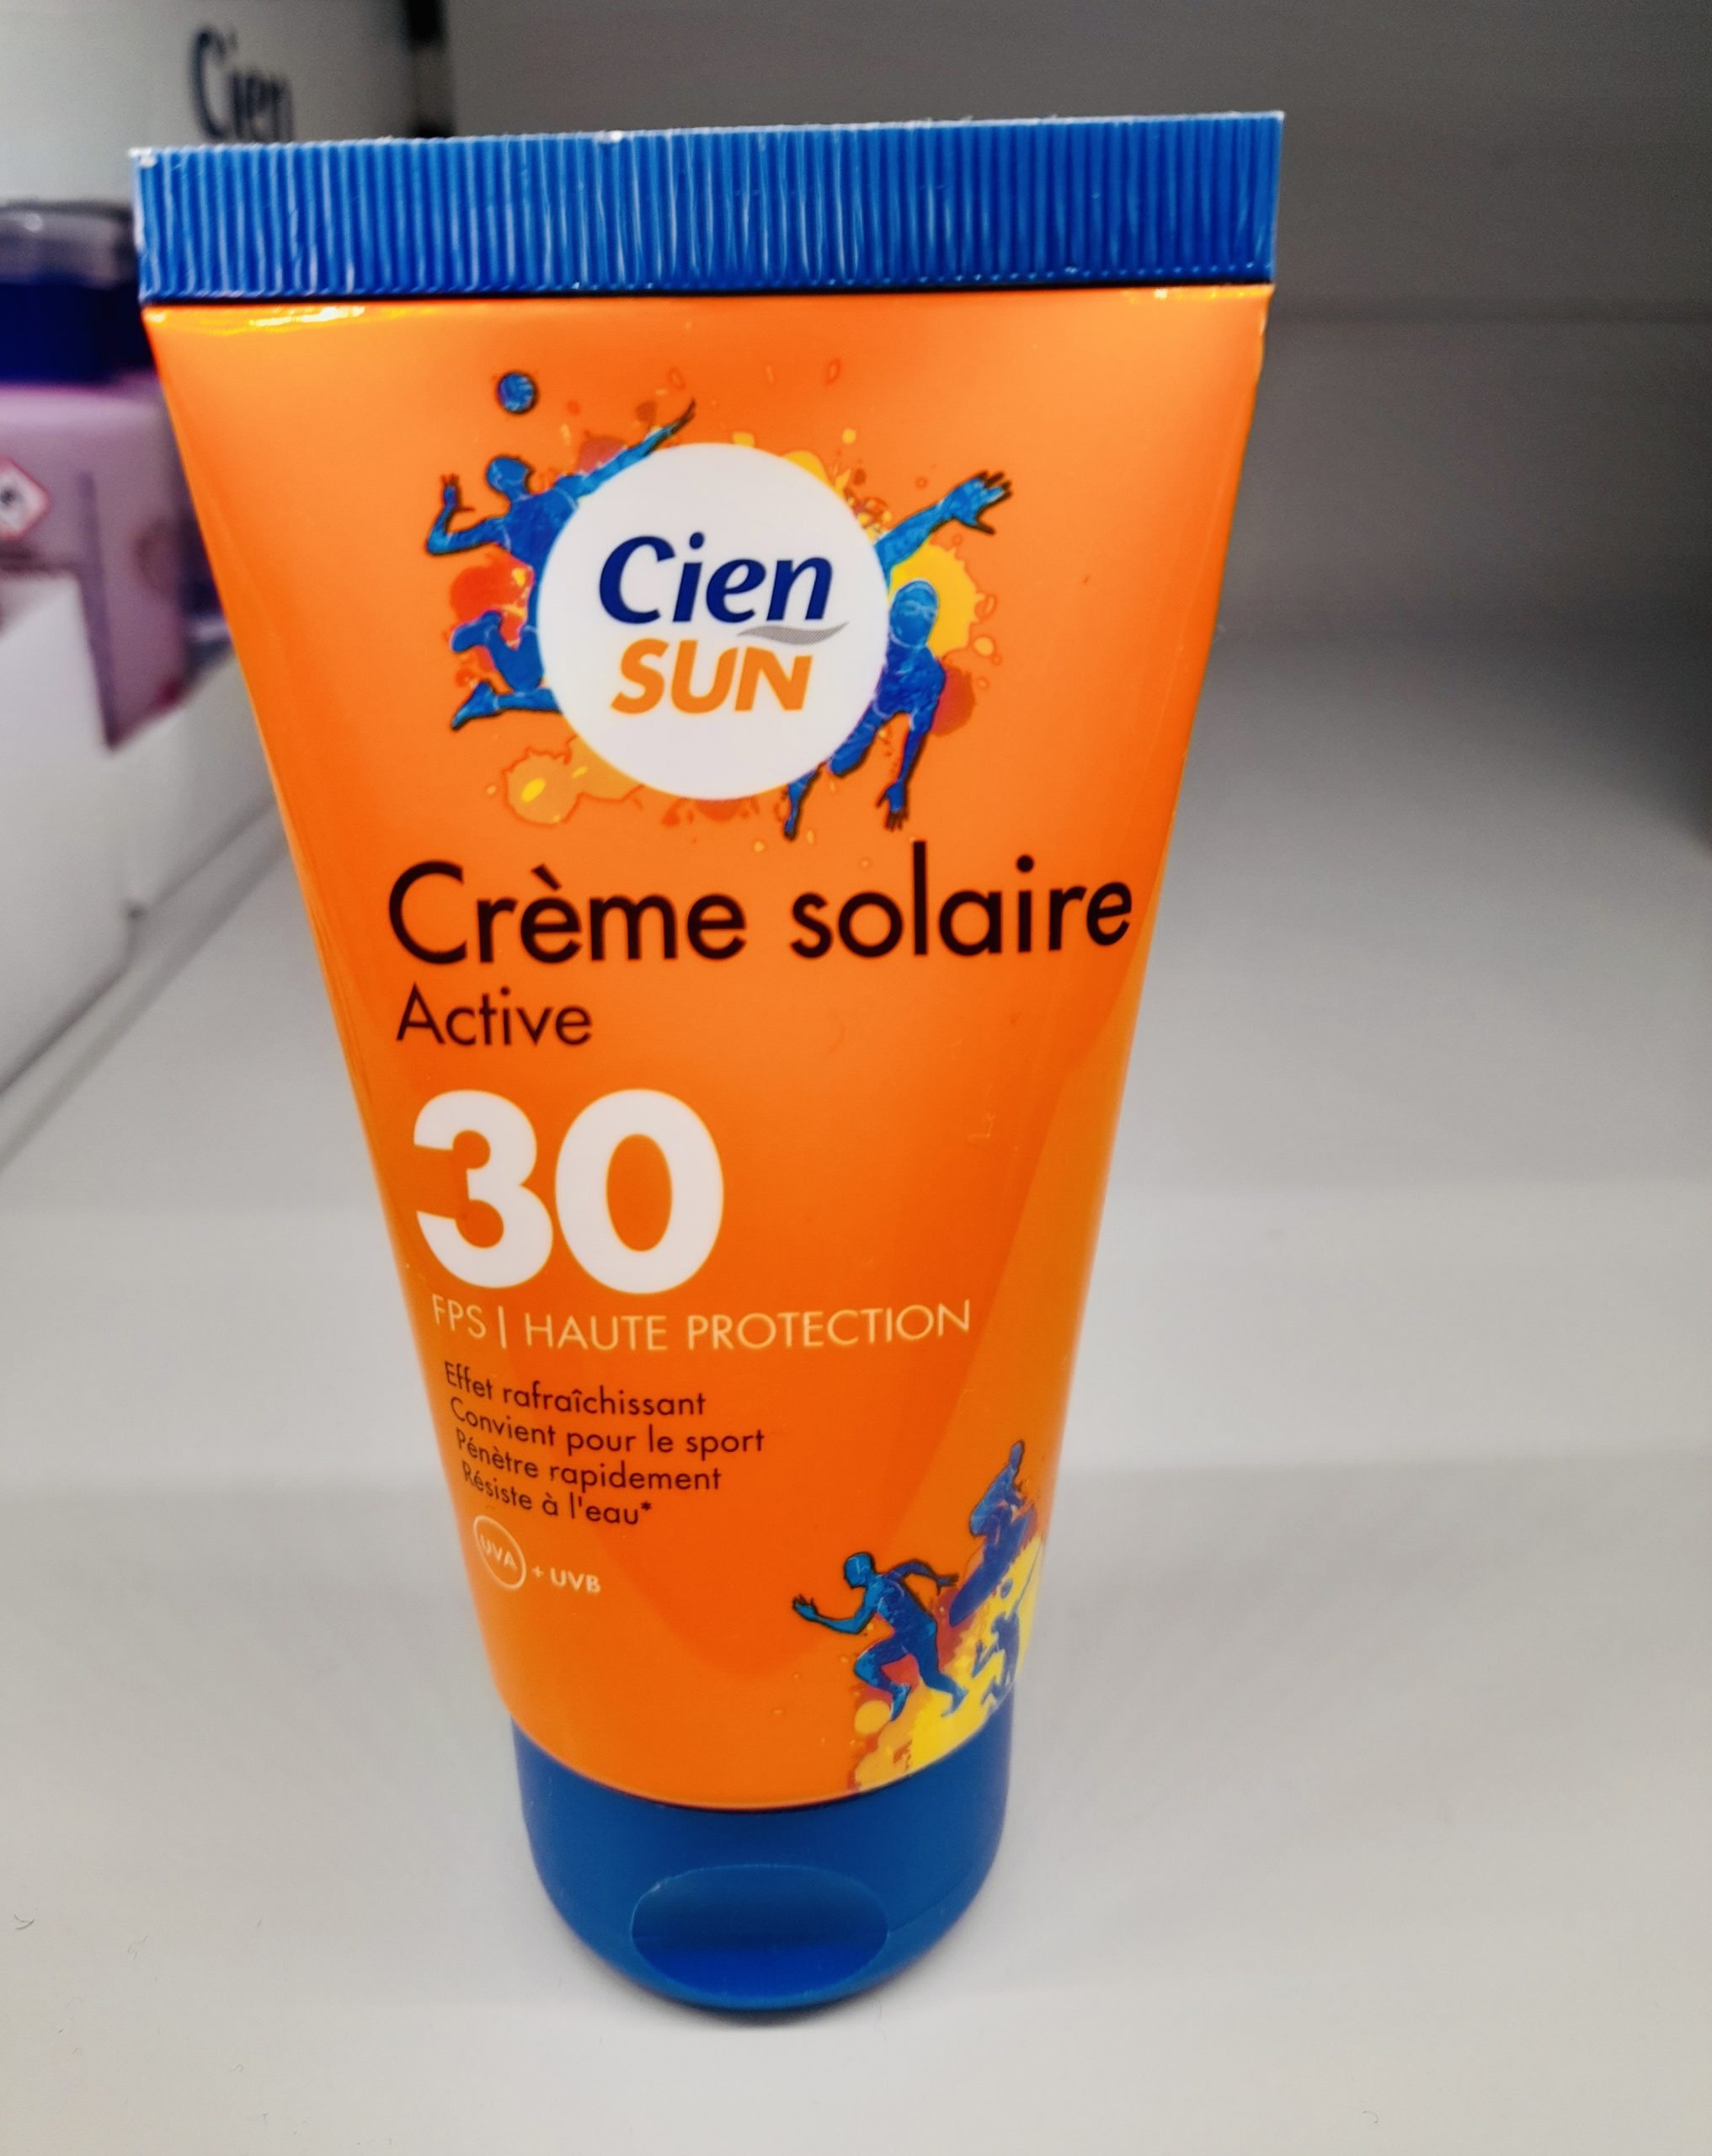 Cien
Cien
SUN
Crème solaire
Active
30
FPS | HAUTE PROTECTION
Effet rafraîchissant
Convient pour le sport
Pénètre rapidement
Résiste à l'eau*
UVA + UVB